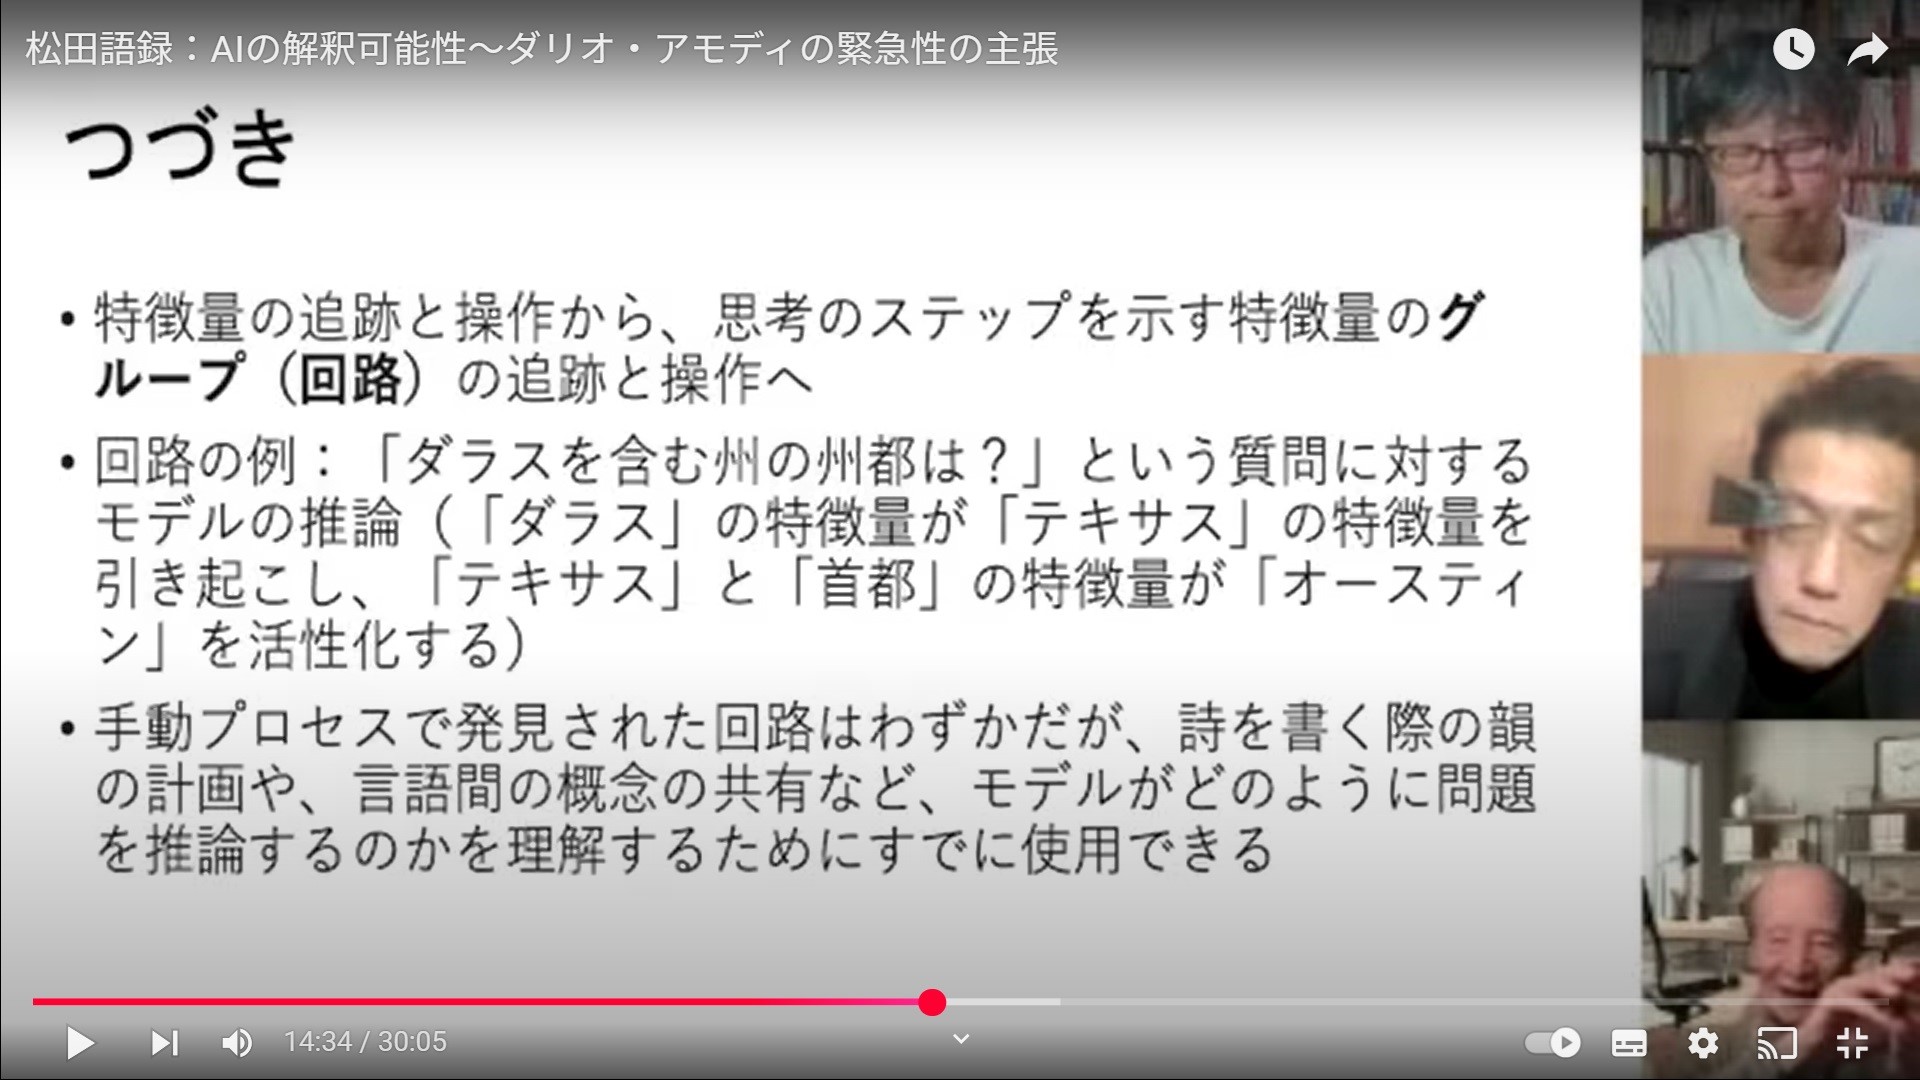 松田語録：AIの解釈可能性〜ダリオ・アモディの緊急性の主張
つづき
• 特徴量の追跡と操作から、思考のステップを示す特徴量のグ
ループ（回路）の追跡と操作へ
• 回路の例：「ダラスを含む州の州都は？」という質問に対する
モデルの推論（「ダラス」の特徴量が「テキサス」の特徴量を
引き起こし、「テキサス」と「首都」の特徴量が「オースティ
ン」を活性化する）
• 手動プロセスで発見された回路はわずかだが、詩を書く際の韻
の計画や、言語間の概念の共有など、モデルがどのように問題
を推論するのかを理解するためにすでに使用できる
14:34 / 30:05